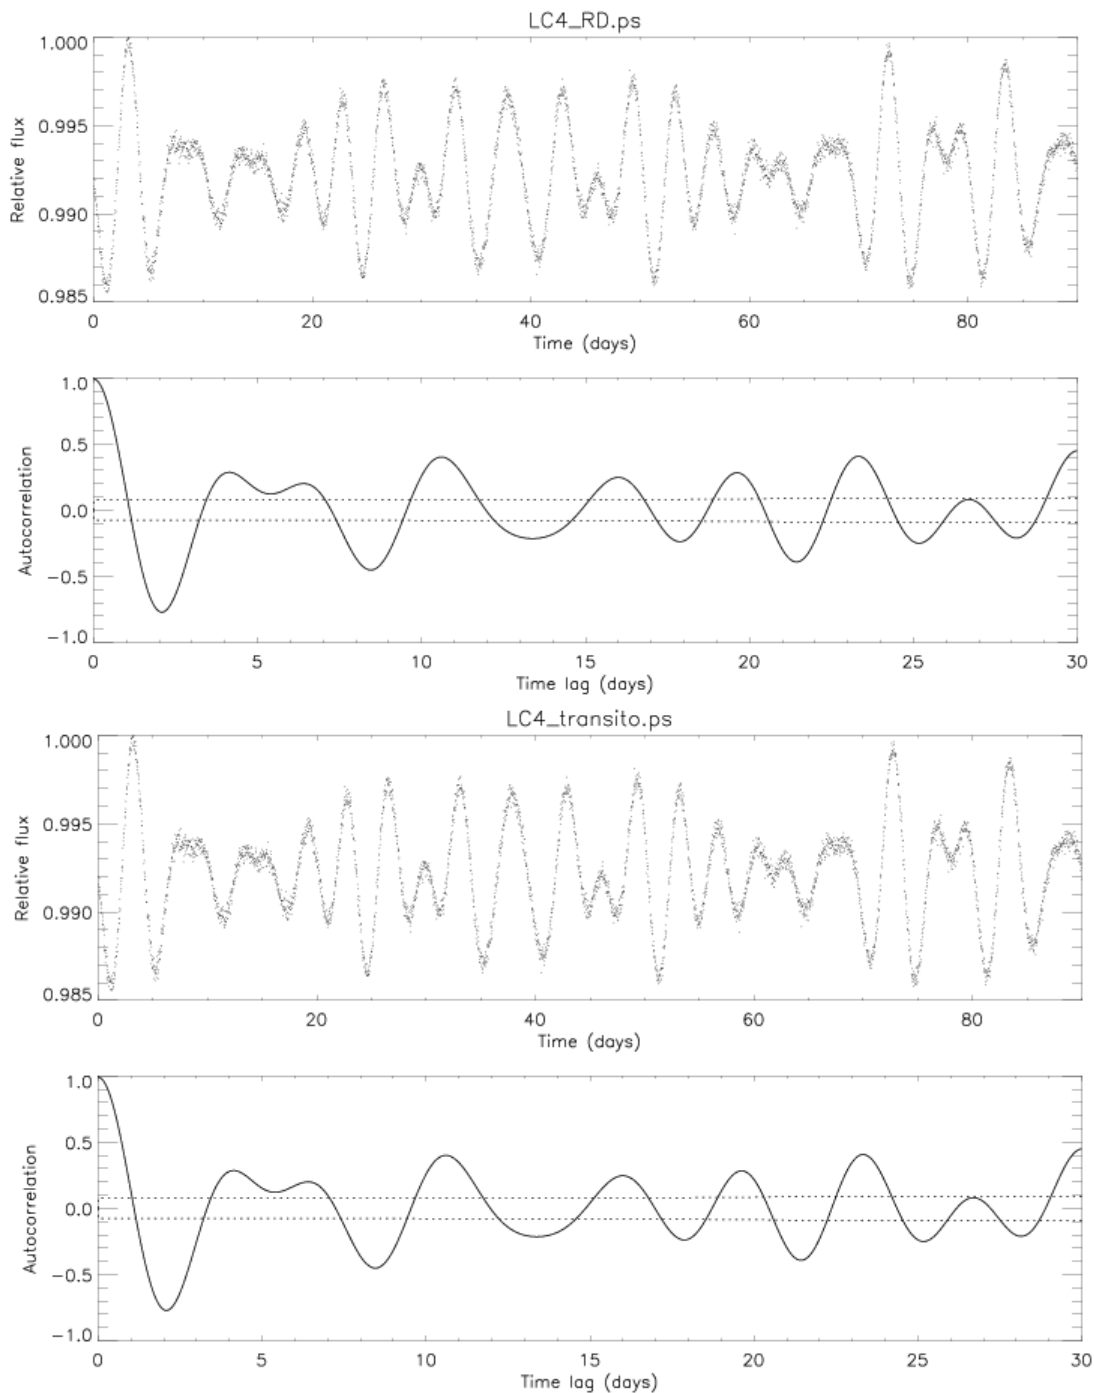 LC4_RD.ps
1.000
0.995
0.990
0.985
Relative flux
0 20 40 60 80
Time (days)
1.0
0.5
0.0
−0.5
−1.0
Autocorrelation
0 5 10 15 20 25 30
Time lag (days)
LC4_transito.ps
1.000
0.995
0.990
0.985
Relative flux
0 20 40 60 80
Time (days)
1.0
0.5
0.0
−0.5
−1.0
Autocorrelation
0 5 10 15 20 25 30
Time lag (days)